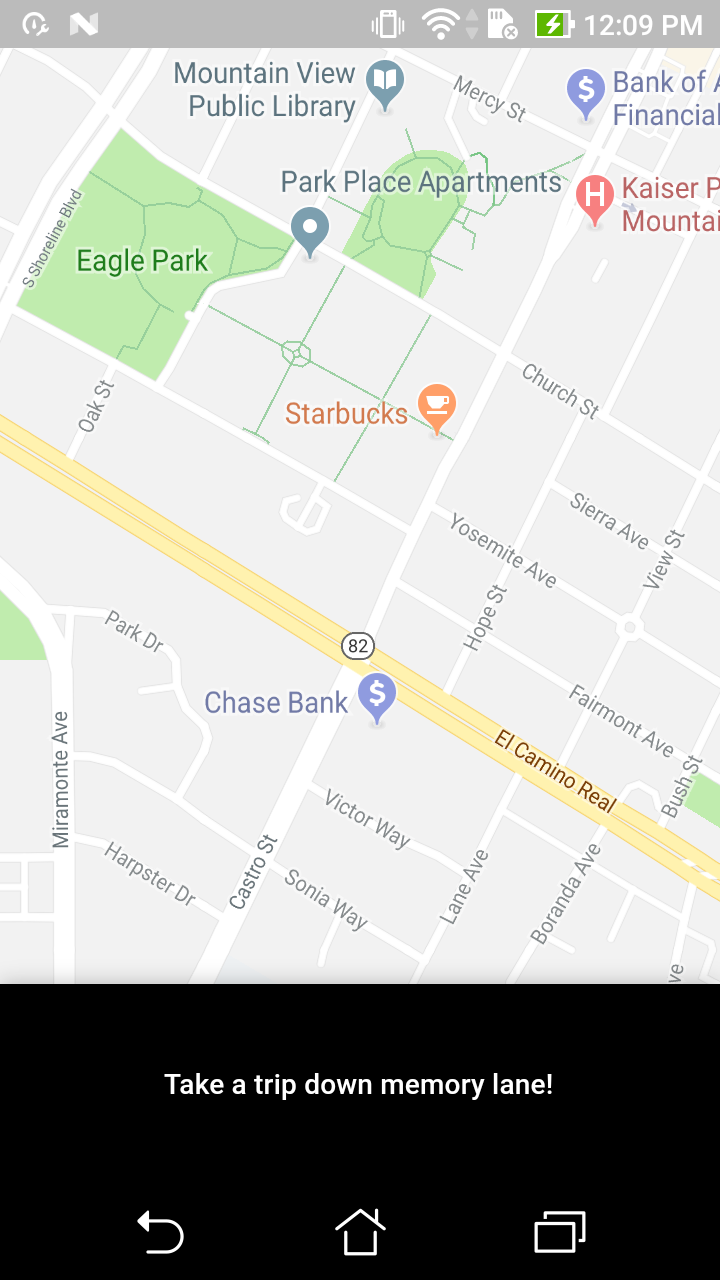 12:09 PM
Mountain View
Public Library
Mercy St
Bank of A
Financial
Park Place Apartments
Kaiser P
Mountai
S Shoreline Blvd
Eagle Park
Church St
Oak St
Starbucks
Sierra Ave
Yosemite Ave
View St
Hope St
Park Dr
82
Chase Bank
Fairmont Ave
El Camino Real
Miramonte Ave
Bush St
Victor Way
Harpster Dr
Castro St
Sonia Way
Lane Ave
Boranda Ave
ve
Take a trip down memory lane!